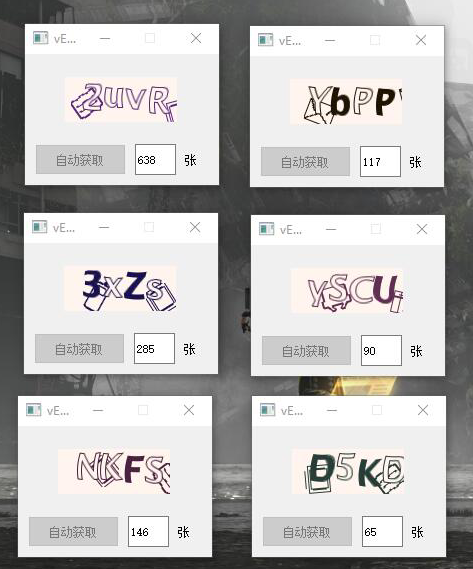 vE... vE...
2uvR YbPP
自动获取 638 张 自动获取 117 张
vE... vE...
3xZs ySCU
自动获取 285 张 自动获取 90 张
vE... vE...
NKFS D5KD
自动获取 146 张 自动获取 65 张